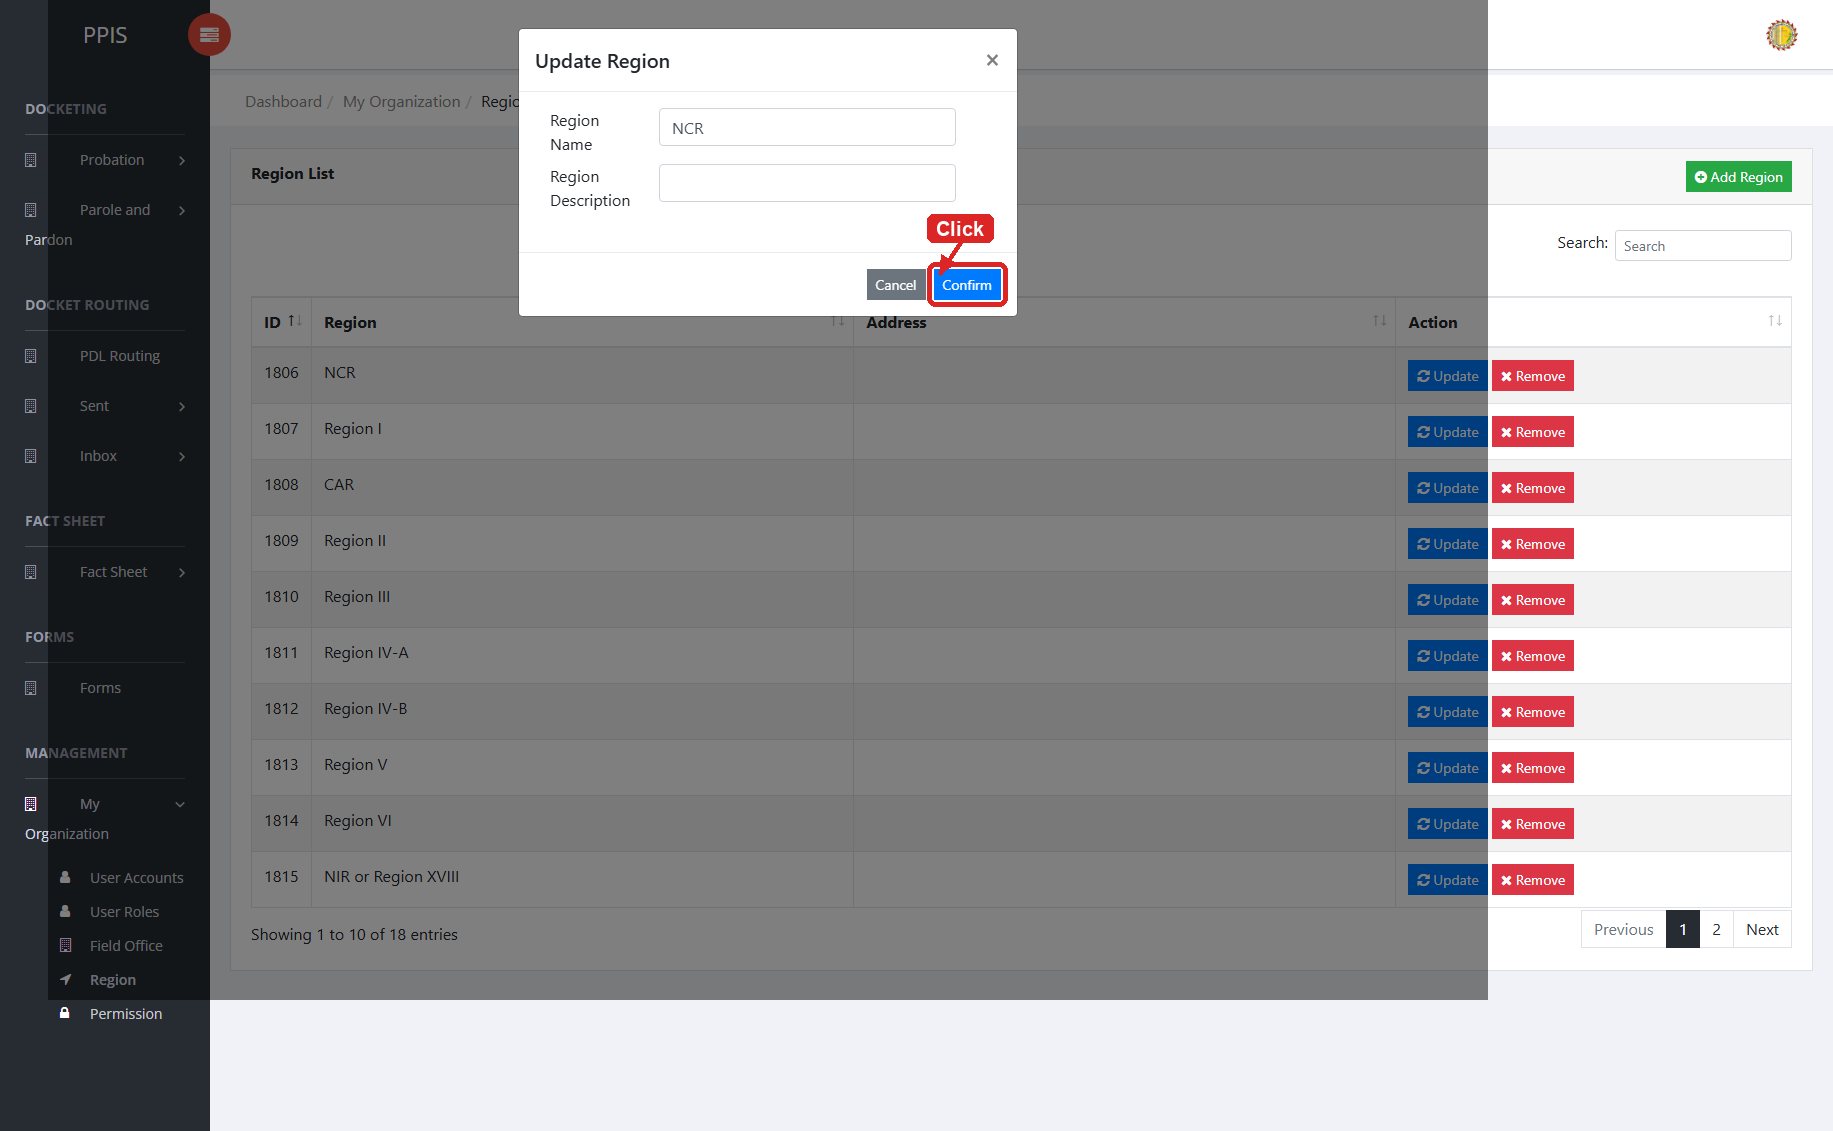 PPIS
DOCKETING
Probation
Parole and
Pardon
DOCKET ROUTING
PDL Routing
Sent
Inbox
FACT SHEET
Fact Sheet
FORMS
Forms
MANAGEMENT
My
Organization
User Accounts
User Roles
Field Office
Region
Permission
Dashboard / My Organization / Regio
Update Region ×
Region
Name
NCR
Region
Description
Click
Cancel Confirm
Region List
Add Region
Search: Search
ID Region Address Action
1806 NCR Update Remove
1807 Region I Update Remove
1808 CAR Update Remove
1809 Region II Update Remove
1810 Region III Update Remove
1811 Region IV-A Update Remove
1812 Region IV-B Update Remove
1813 Region V Update Remove
1814 Region VI Update Remove
1815 NIR or Region XVIII Update Remove
Showing 1 to 10 of 18 entries
Previous 1 2 Next